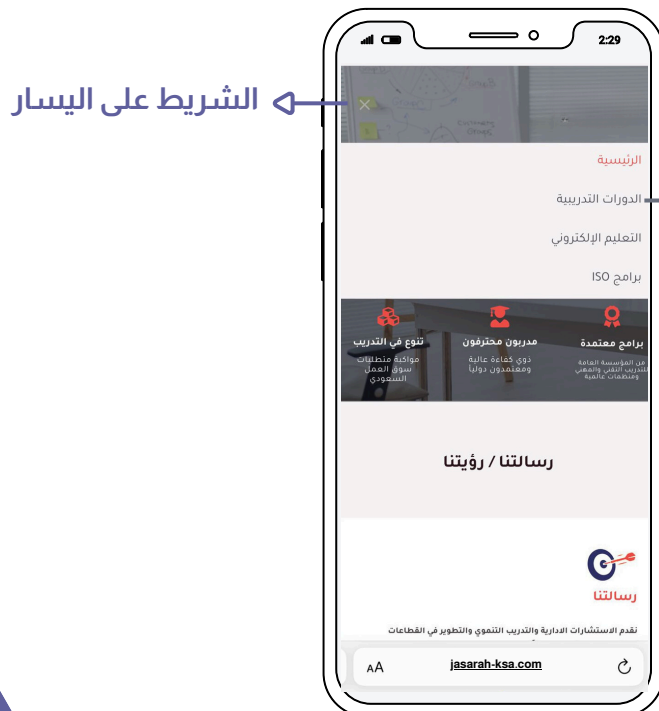 2:29
الشريط على اليسار
الرئيسية
الدورات التدريبية
التعليم الإلكتروني
برامج ISO
برامج معتمدة
من المؤسسة العامة
للتدريب التقني والمهني
ومنظمات عالمية
مدربون محترفون
ذوي كفاءة عالية
ومعتمدون دولياً
تنوع في التدريب
مواكبة متطلبات
سوق العمل
السعودي
رسالتنا / رؤيتنا
رسالتنا
نقدم الاستشارات الادارية والتدريب التنموي والتطوير في القطاعات
AA
jasarah-ksa.com